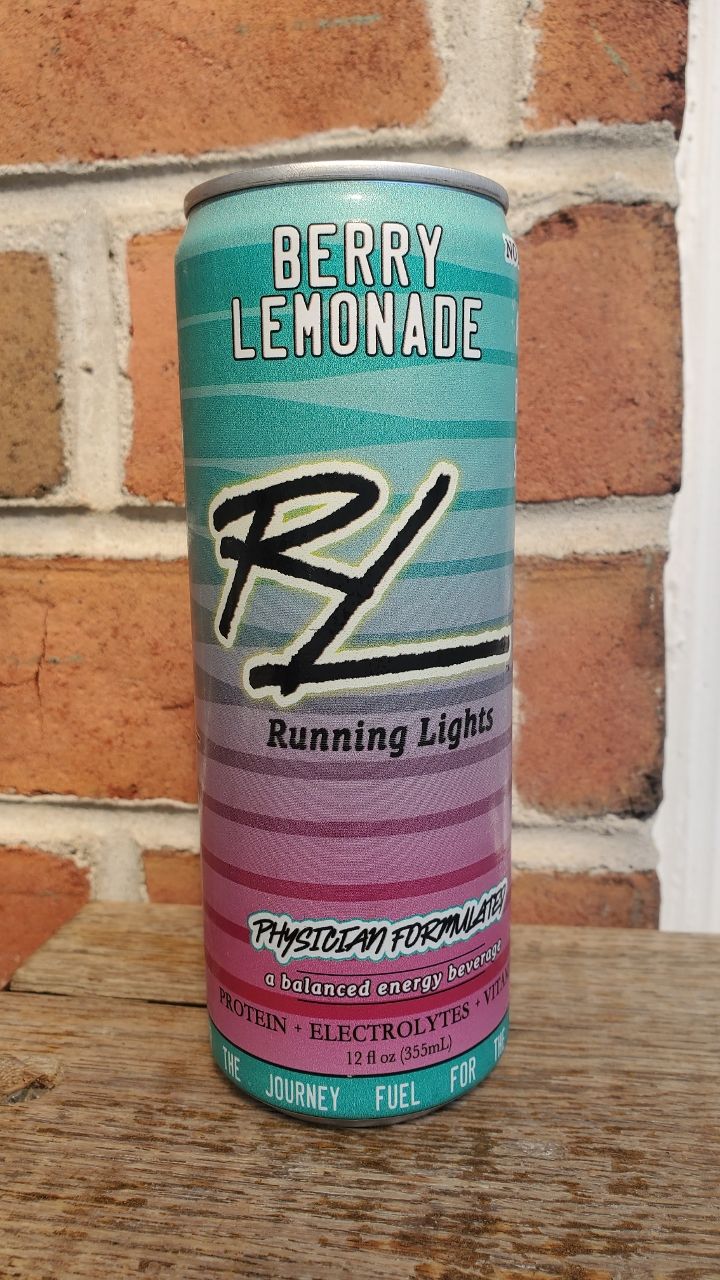 BERRY
LEMONADE
RL
Running Lights
PHYSICIAN FORMULATED
a balanced energy beverage
PROTEIN + ELECTROLYTES +
12 fl oz (355mL)
THE JOURNEY FUEL FOR